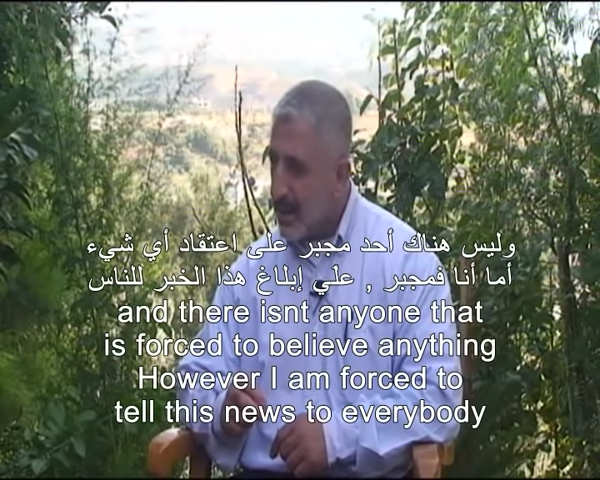 وليس هناك أحد مجبر على اعتقاد أي شيء
أما أنا فمجبر , علي إبلاغ هذا الخبر للناس
and there isnt anyone that
is forced to believe anything
However I am forced to
tell this news to everybody